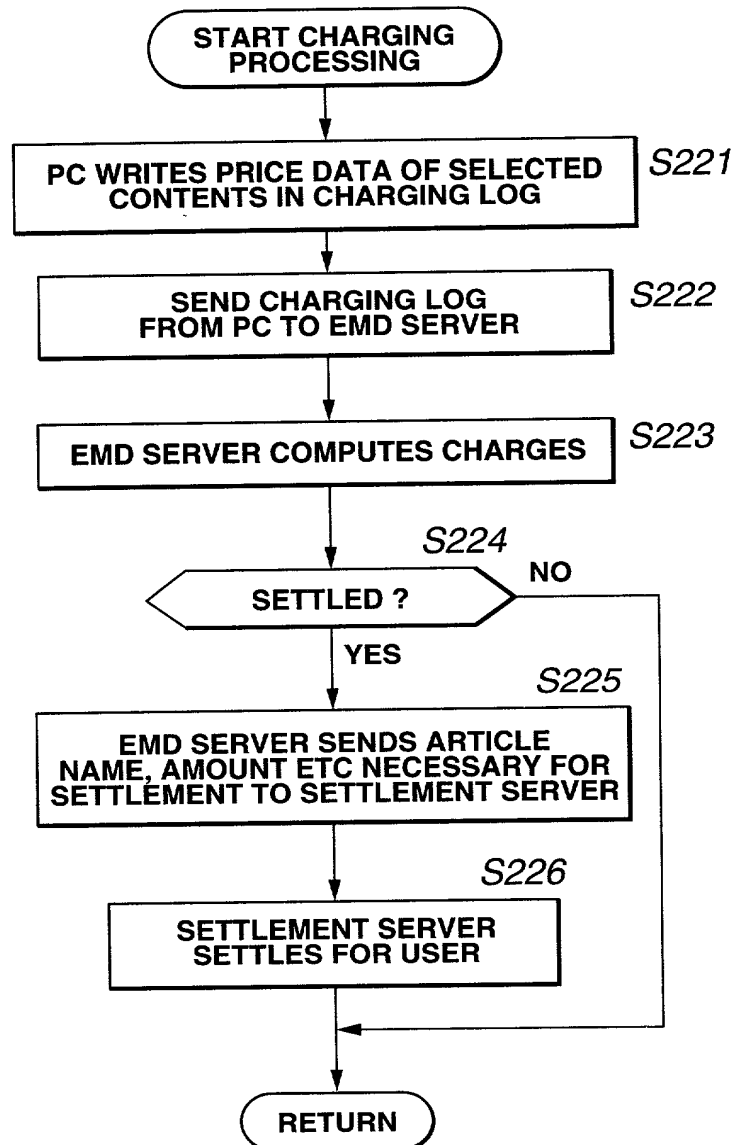 START CHARGING
PROCESSING
PC WRITES PRICE DATA OF SELECTED
CONTENTS IN CHARGING LOG
S221
SEND CHARGING LOG
FROM PC TO EMD SERVER
S222
EMD SERVER COMPUTES CHARGES
S223
S224
SETTLED ?
NO
YES
S225
EMD SERVER SENDS ARTICLE
NAME, AMOUNT ETC NECESSARY FOR
SETTLEMENT TO SETTLEMENT SERVER
S226
SETTLEMENT SERVER
SETTLES FOR USER
RETURN